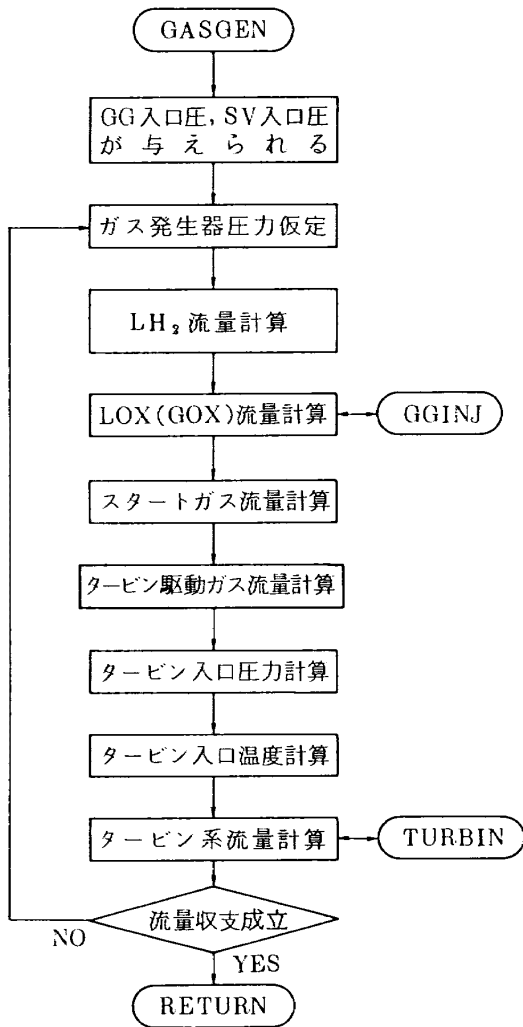 GASGEN
GG入口圧,SV入口圧
が与えられる
ガス発生器圧力仮定
LH₂流量計算
LOX(GOX)流量計算
GGINJ
スタートガス流量計算
タービン駆動ガス流量計算
タービン入口圧力計算
タービン入口温度計算
タービン系流量計算
TURBIN
流量収支成立
NO
YES
RETURN